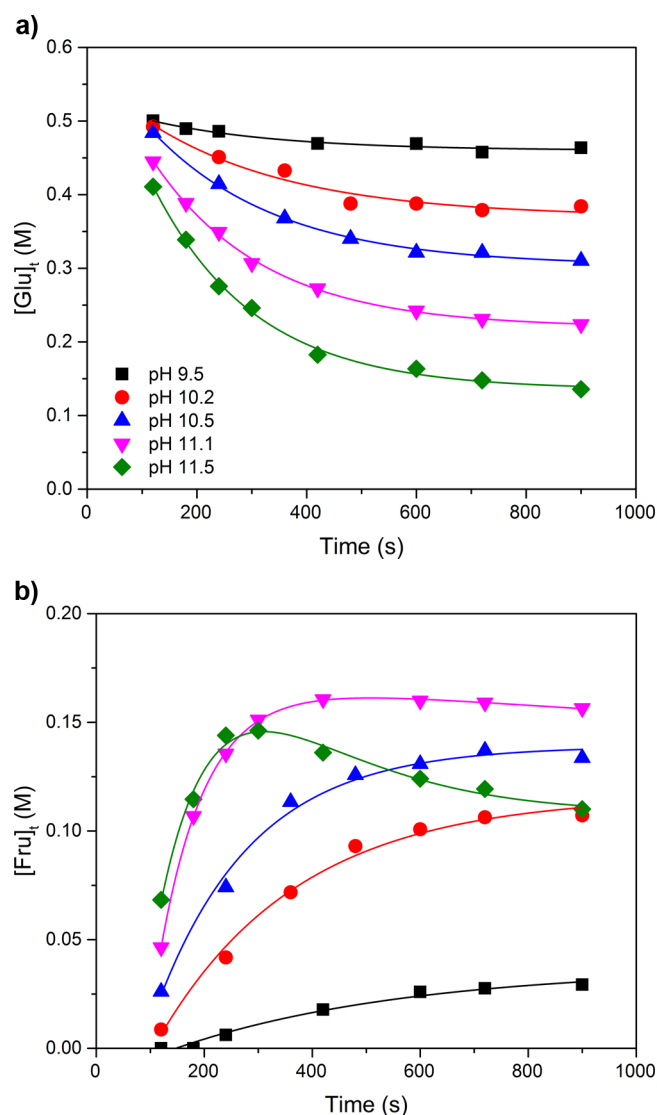 a)
0.6
0.5
0.4
0.3
0.2
0.1
0.0
[Glu]t (M)
pH 9.5
pH 10.2
pH 10.5
pH 11.1
pH 11.5
0 200 400 600 800 1000
Time (s)
b)
0.20
0.15
0.10
0.05
0.00
[Fru]t (M)
0 200 400 600 800 1000
Time (s)